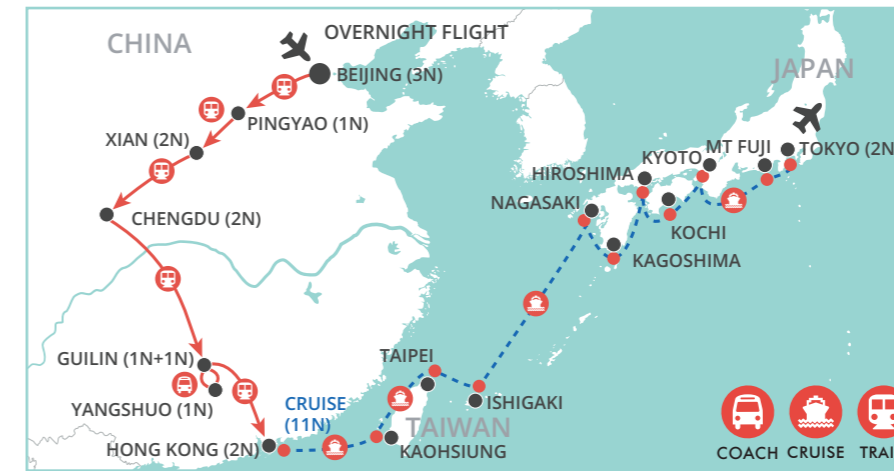 CHINA
OVERNIGHT FLIGHT
BEIJING (3N)
JAPAN
PINGYAO (1N)
XIAN (2N)
CHENGDU (2N)
HIROSHIMA
KYOTO
MT FUJI
TOKYO (2N
NAGASAKI
KOCHI
KAGOSHIMA
GUILIN (1N+1N)
YANGSHUO (1N)
HONG KONG (2N)
CRUISE
(11N)
TAIPEI
ISHIGAKI
TAIWAN
KAOHSIUNG
COACH CRUISE TRAI